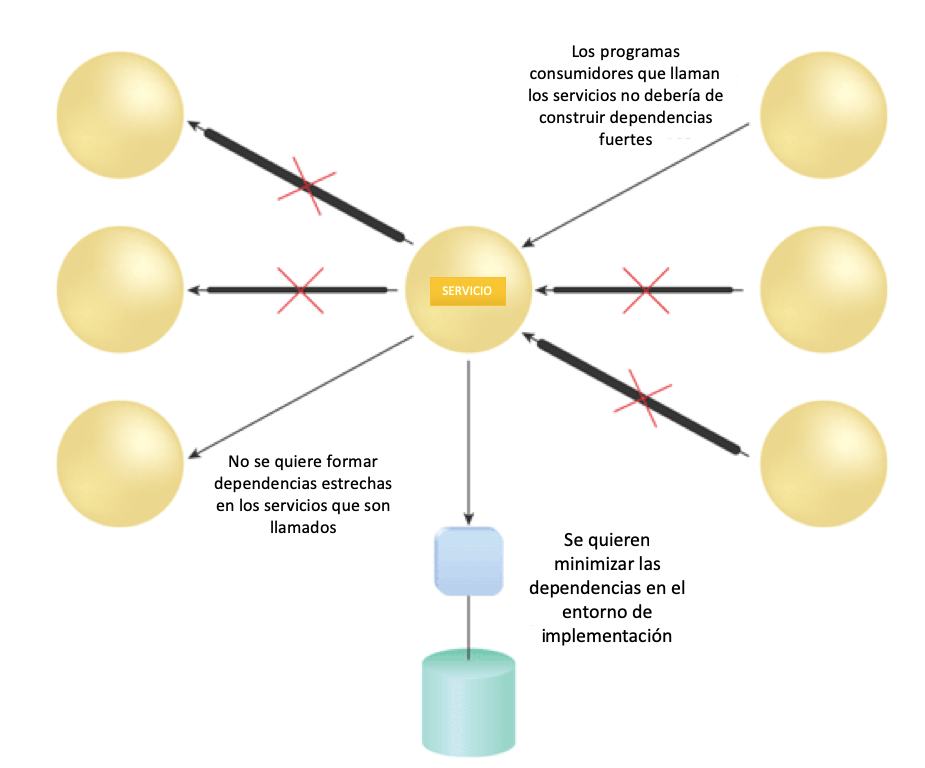 Los programas
consumidores que llaman
los servicios no debería de
construir dependencias
fuertes
SERVICIO
No se quiere formar
dependencias estrechas
en los servicios que son
llamados
Se quieren
minimizar las
dependencias en el
entorno de
implementación